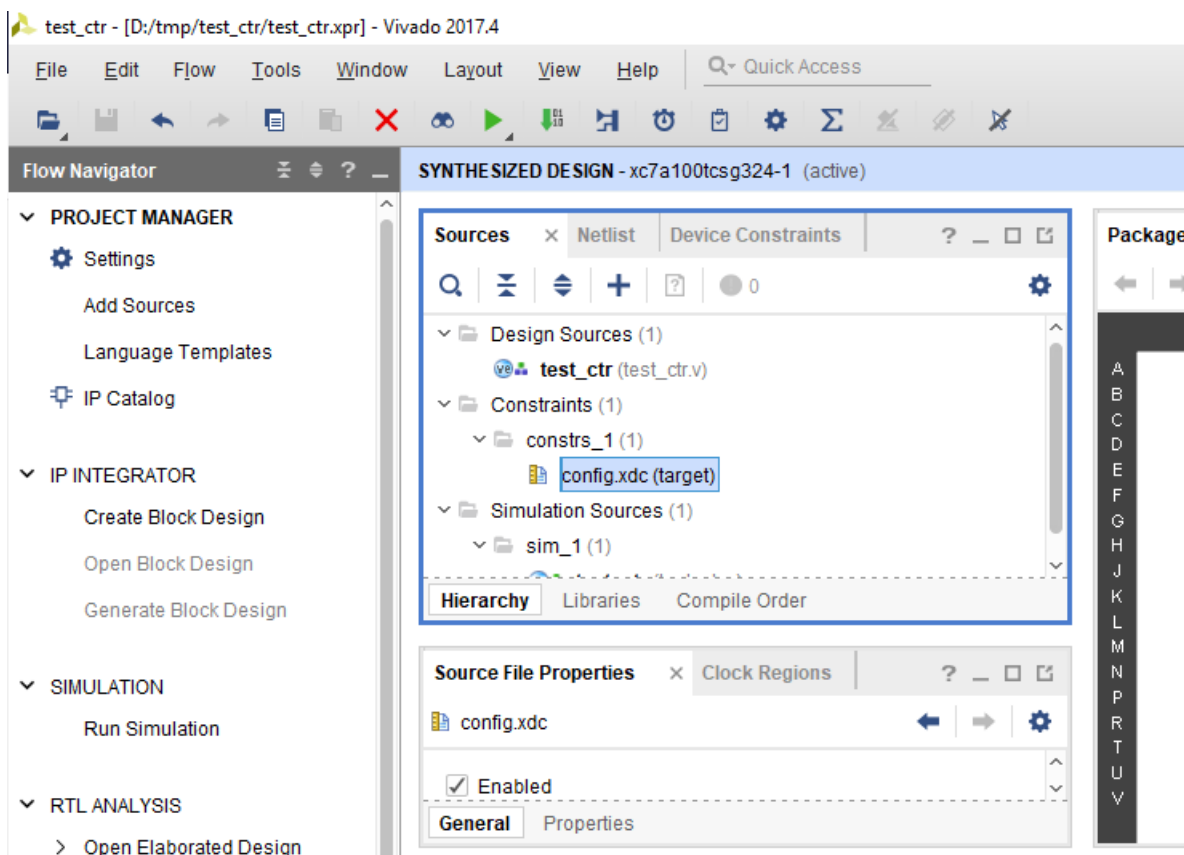 test_ctr - [D:/tmp/test_ctr/test_ctr.xpr] - Vivado 2017.4
File Edit Flow Tools Window Layout View Help Quick Access
Flow Navigator ? SYNTHESIZED DESIGN - xc7a100tcsg324-1 (active)
PROJECT MANAGER
Settings
Add Sources
Language Templates
IP Catalog
IP INTEGRATOR
Create Block Design
Open Block Design
Generate Block Design
SIMULATION
Run Simulation
RTL ANALYSIS
Open Elaborated Design
Sources Netlist Device Constraints ?
0
Design Sources (1)
test_ctr (test_ctr.v)
Constraints (1)
constrs_1 (1)
config.xdc (target)
Simulation Sources (1)
sim_1 (1)
Hierarchy Libraries Compile Order
Source File Properties Clock Regions ?
config.xdc
Enabled
General Properties
Package
A
B
C
D
E
F
G
H
J
K
L
M
N
P
R
T
U
V